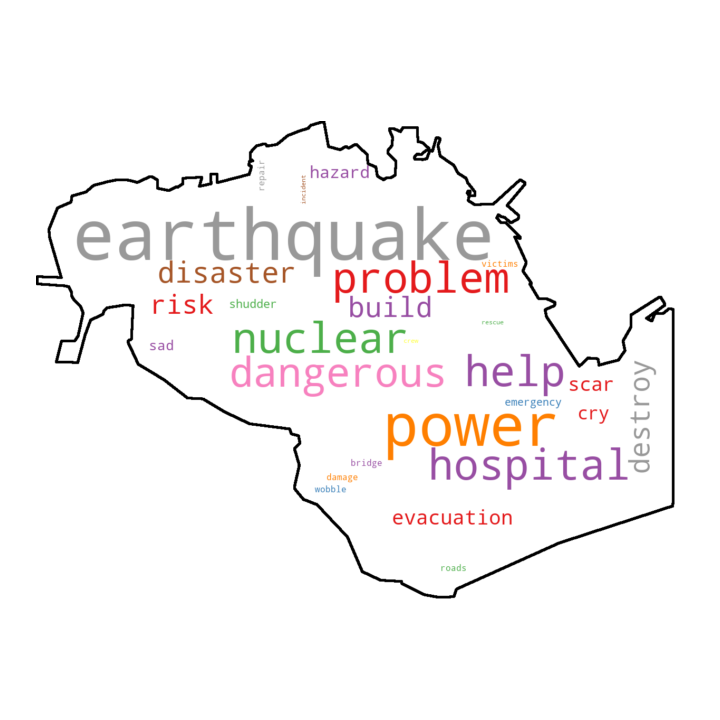 repair
incident
hazard
earthquake
victims
disaster
problem
risk
shudder
build
rescue
nuclear
sad
dangerous
help
scar
destroy
emergency
cry
power
hospital
bridge
damage
wobble
evacuation
roads